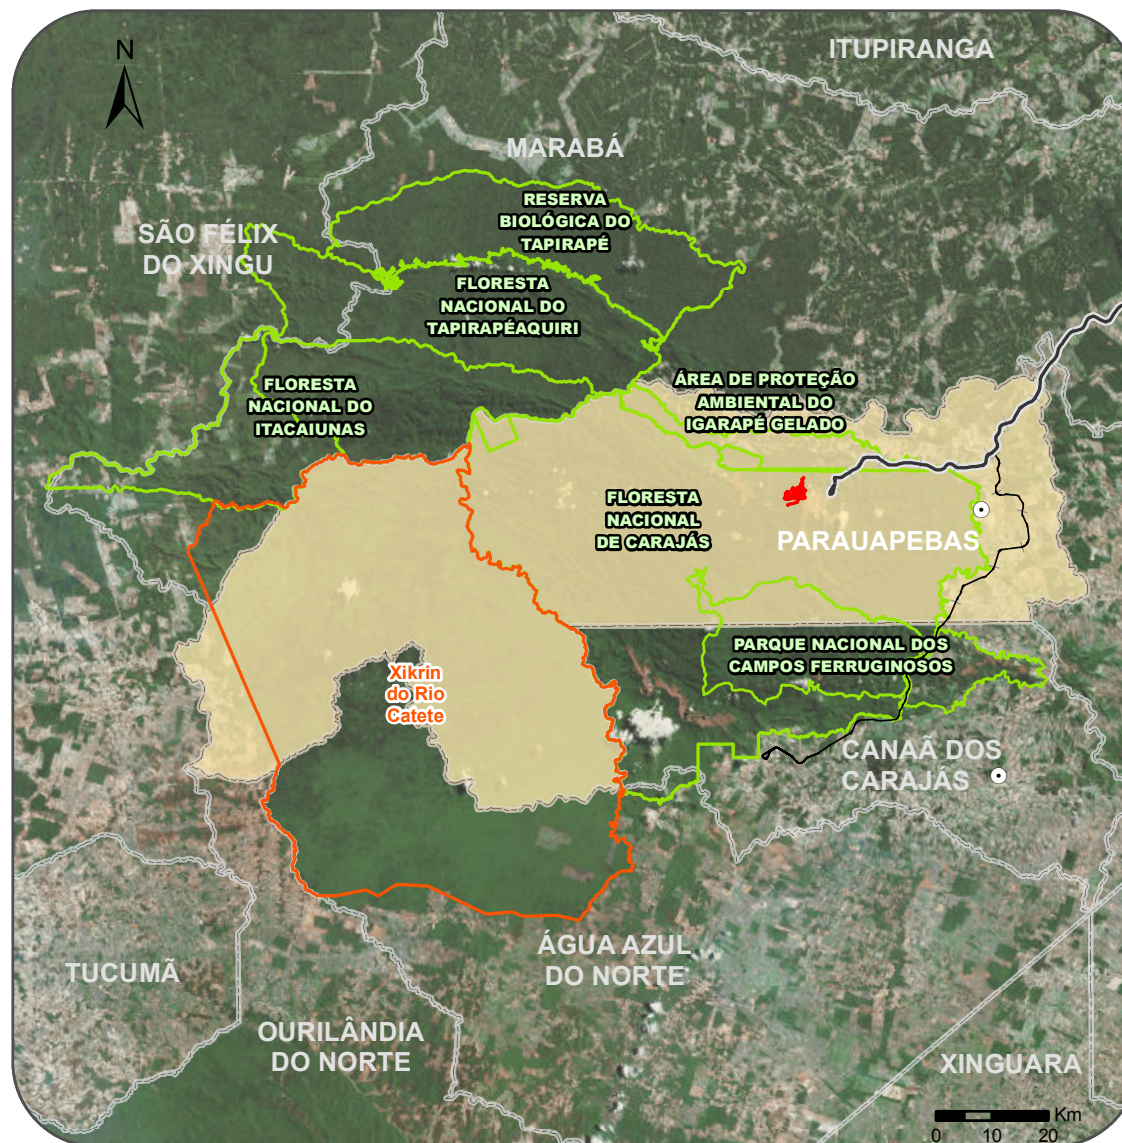 N
ITUPIRANGA
MARABÁ
RESERVA
BIOLÓGICA DO
TAPIRAPÉ
SÃO FÉLIX
DO XINGU
FLORESTA
NACIONAL DO
TAPIRAPÉAQUIRI
FLORESTA
NACIONAL DO
ITACAIUNAS
ÁREA DE PROTEÇÃO
AMBIENTAL DO
IGARAPÉ GELADO
FLORESTA
NACIONAL
DE CARAJÁS
PARAUAPEBAS
PARQUE NACIONAL DOS
CAMPOS FERRUGINOSOS
Xikrin
do Rio
Catete
CANAÃ DOS
CARAJÁS
ÁGUA AZUL
DO NORTE
TUCUMÃ
OURILÂNDIA
DO NORTE
XINGUARA
Km
0 10 20